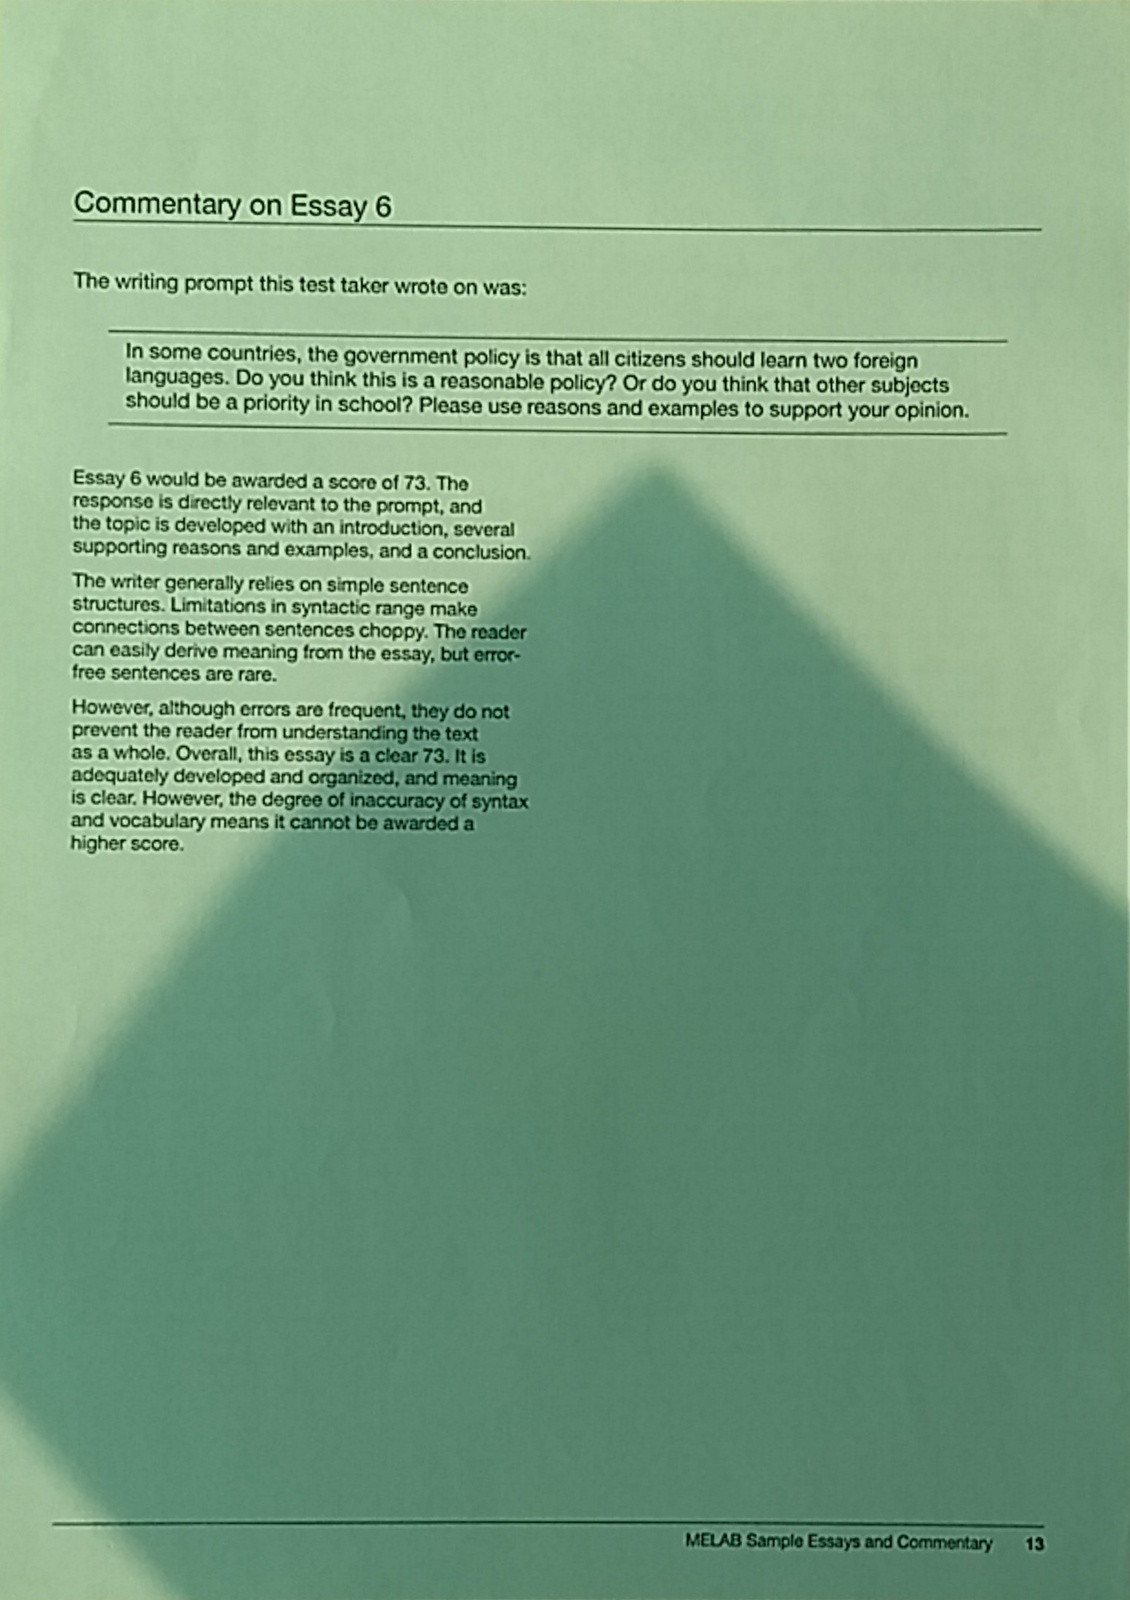 Commentary on Essay 6
The writing prompt this test taker wrote on was:
In some countries, the government policy is that all citizens should learn two foreign
languages. Do you think this is a reasonable policy? Or do you think that other subjects
should be a priority in school? Please use reasons and examples to support your opinion.
Essay 6 would be awarded a score of 73. The
response is directly relevant to the prompt, and
the topic is developed with an introduction, several
supporting reasons and examples, and a conclusion.
The writer generally relies on simple sentence
structures. Limitations in syntactic range make
connections between sentences choppy. The reader
can easily derive meaning from the essay, but error-
free sentences are rare.
However, although errors are frequent, they do not
prevent the reader from understanding the text
as a whole. Overall, this essay is a clear 73. It is
adequately developed and organized, and meaning
is clear. However, the degree of inaccuracy of syntax
and vocabulary means it cannot be awarded a
higher score.
MELAB Sample Essays and Commentary 13